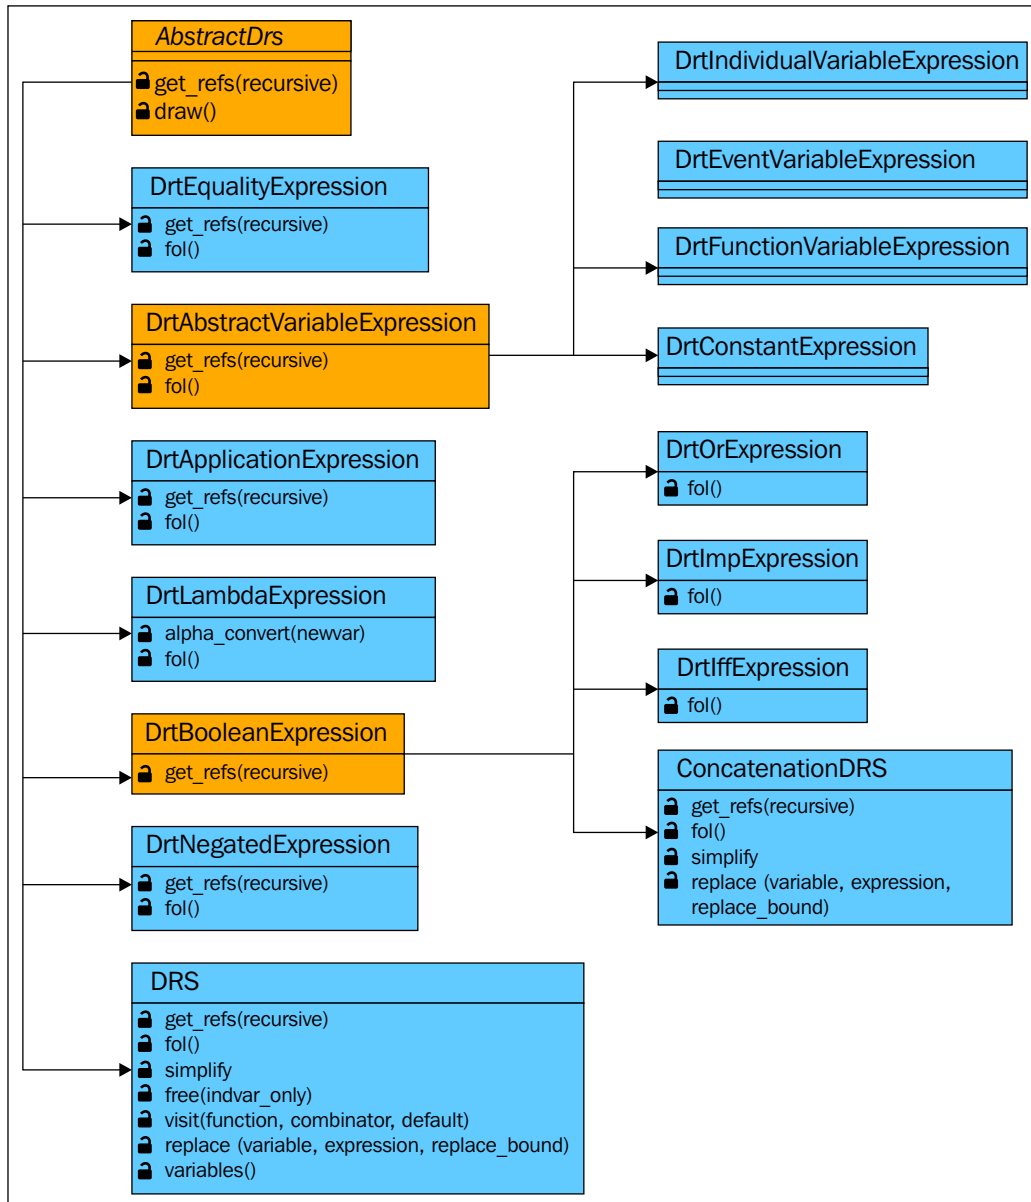 AbstractDrs
get_refs(recursive)
draw()
DrtEqualityExpression
get_refs(recursive)
fol()
DrtAbstractVariableExpression
get_refs(recursive)
fol()
DrtApplicationExpression
get_refs(recursive)
fol()
DrtLambdaExpression
alpha_convert(newvar)
fol()
DrtBooleanExpression
get_refs(recursive)
DrtNegatedExpression
get_refs(recursive)
fol()
DRS
get_refs(recursive)
fol()
simplify
free(indvar_only)
visit(function, combinator, default)
replace (variable, expression, replace_bound)
variables()
DrtIndividualVariableExpression
DrtEventVariableExpression
DrtFunctionVariableExpression
DrtConstantExpression
DrtOrExpression
fol()
DrtImpExpression
fol()
DrtIffExpression
fol()
ConcatenationDRS
get_refs(recursive)
fol()
simplify
replace (variable, expression,
replace_bound)